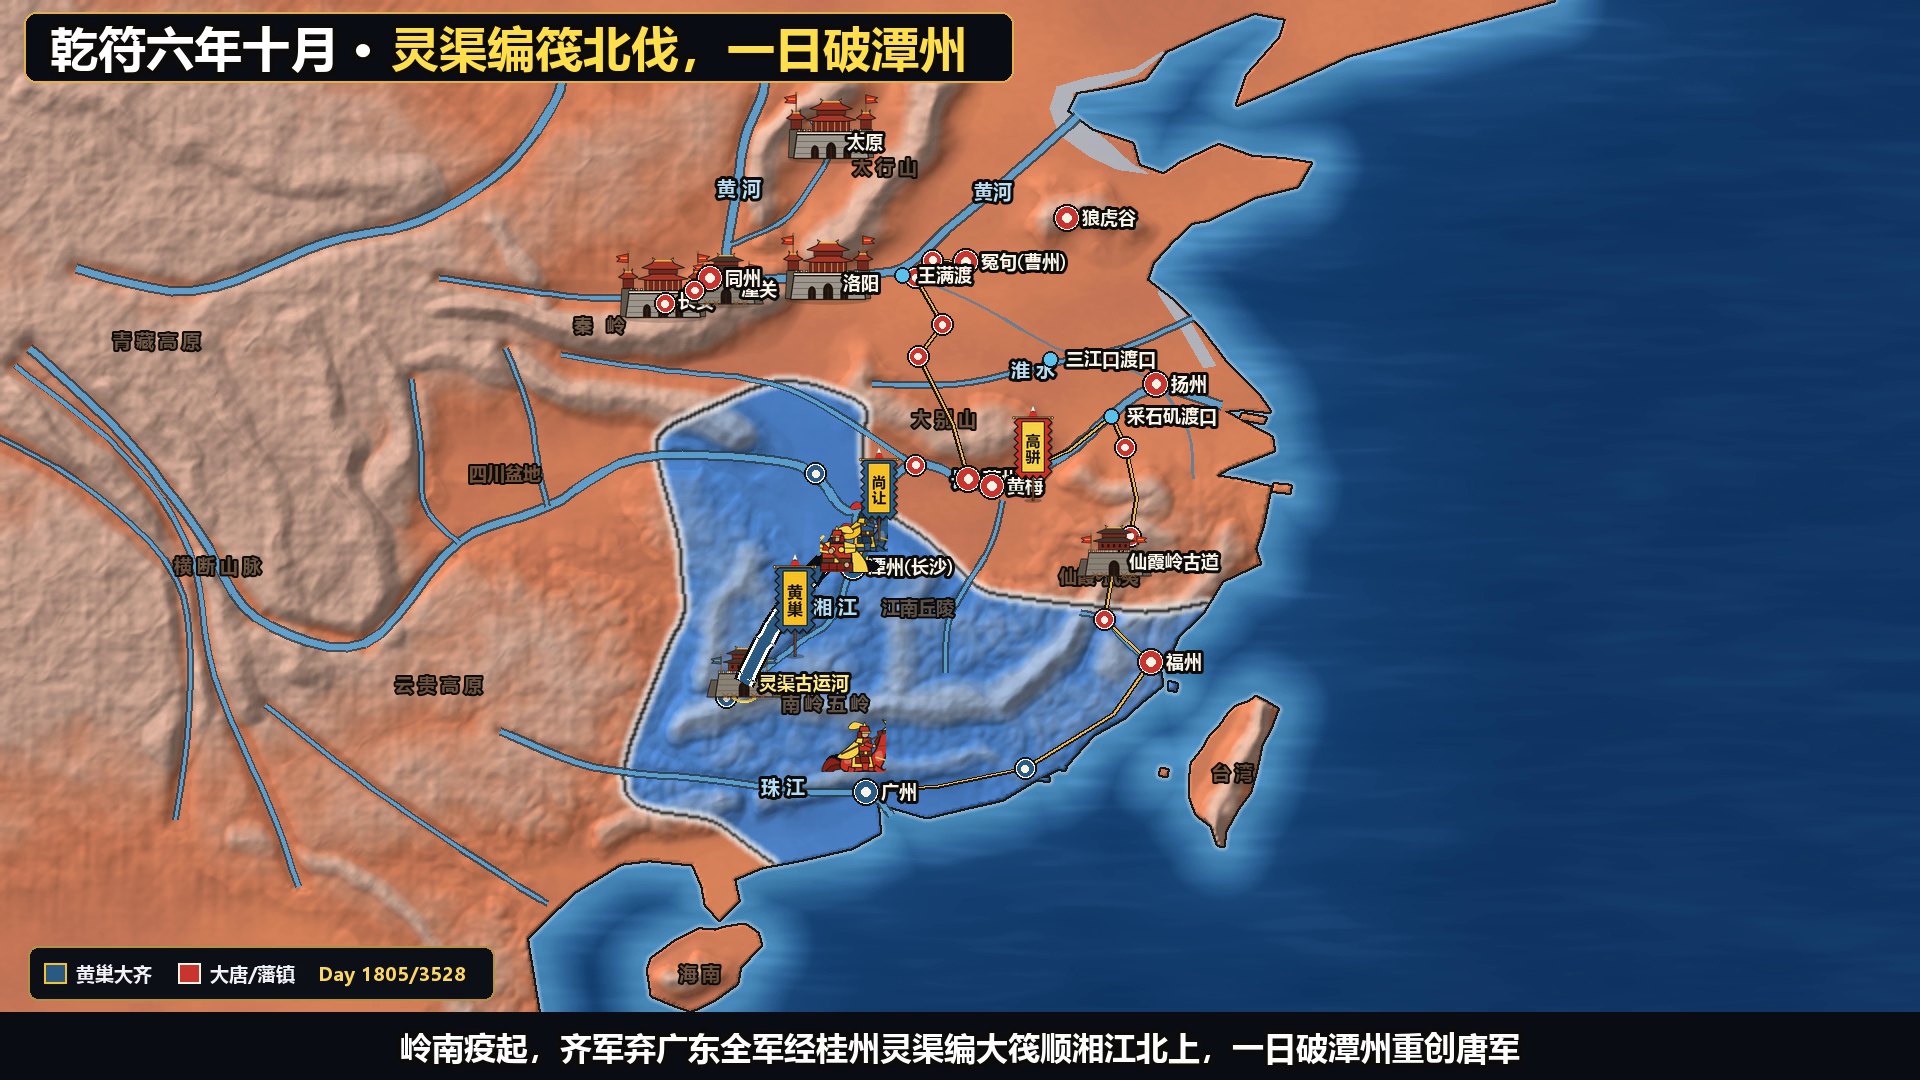 乾符六年十月 · 灵渠编筏北伐，一日破潭州
太原
太行山
黄河
黄河
狼虎谷
冤句(曹州)
王满渡
同州
潼关
洛阳
秦岭
青藏高原
淮水
三江口渡口
扬州
采石矶渡口
大别山
高骈
四川盆地
尚让
黄梅
横断山脉
潭州(长沙)
仙霞岭古道
黄巢
湘江
江南丘陵
福州
云贵高原
灵渠古运河
南岭五岭
台湾
珠江
广州
海南
黄巢大齐
大唐/藩镇
Day 1805/3528
岭南疫起，齐军弃广东全军经桂州灵渠编大筏顺湘江北上，一日破潭州重创唐军